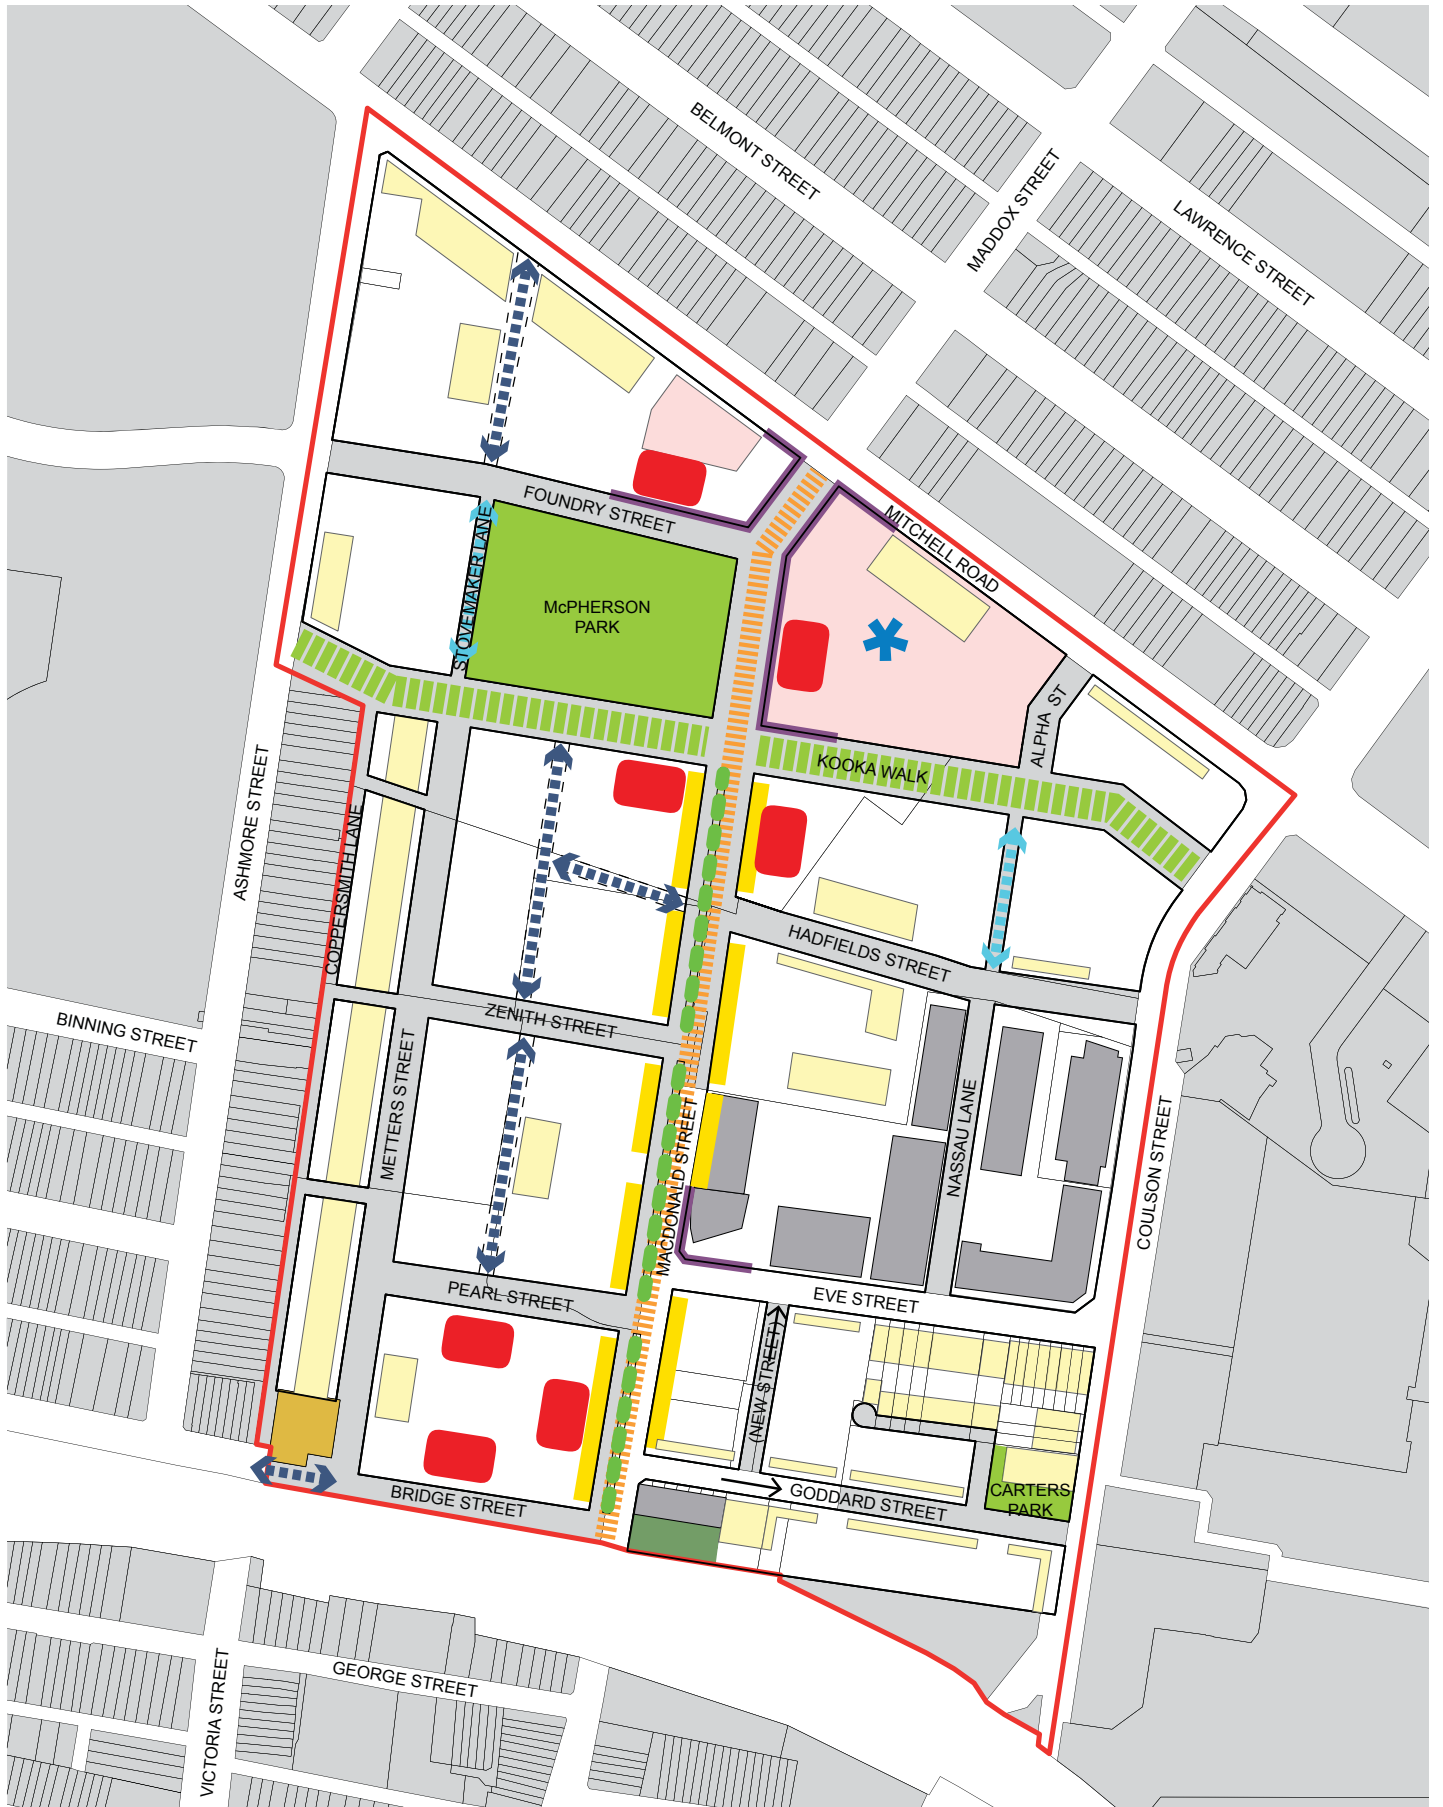 BELMONT STREET
MADDOX STREET
LAWRENCE STREET
FOUNDRY STREET
MITCHELL ROAD
STOVEMAKER LANE
McPHERSON
PARK
ALPHA ST
KOOKA WALK
ASHMORE STREET
COPPERSMITH LANE
HADFIELDS STREET
ZENITH STREET
BINNING STREET
METTERS STREET
MACDONALD STREET
NASSAU LANE
COULSON STREET
PEARL STREET
EVE STREET
(NEW STREET)
BRIDGE STREET
GODDARD STREET
CARTERS
PARK
GEORGE STREET
VICTORIA STREET